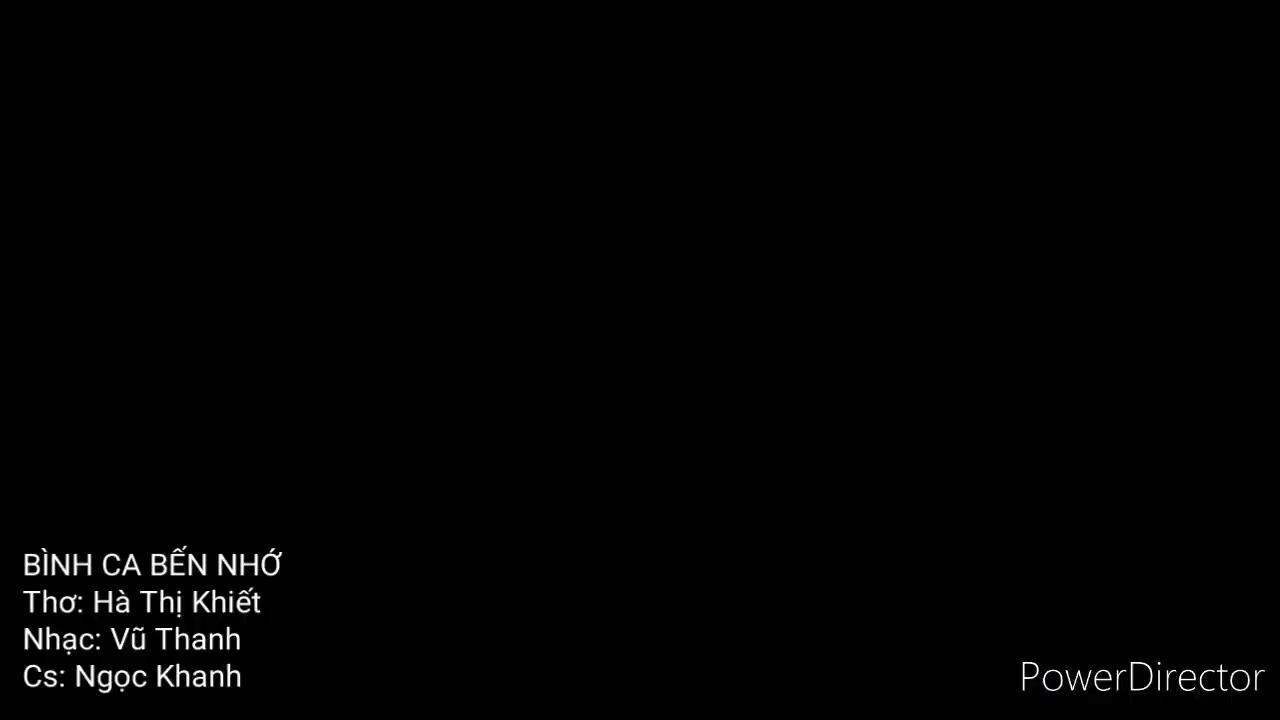 BÌNH CA BẾN NHỚ
Thơ: Hà Thị Khiết
Nhạc: Vũ Thanh
Cs: Ngọc Khanh
PowerDirector